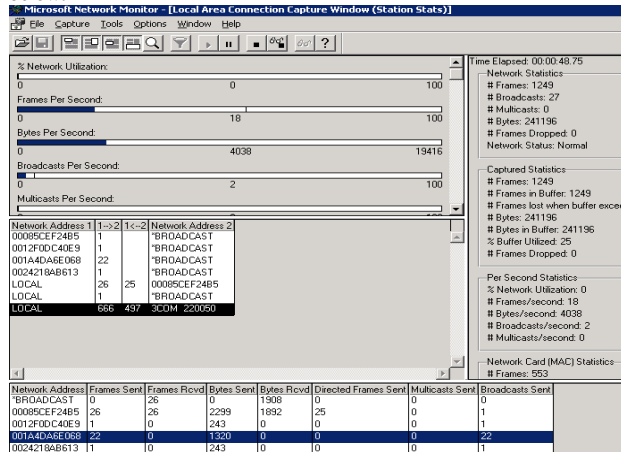 Microsoft Network Monitor - [Local Area Connection Capture Window (Station Stats)]
File Capture Tools Options Window Help
% Network Utilization:
0 0 100
Frames Per Second:
0 18 100
Bytes Per Second:
0 4038 19416
Broadcasts Per Second:
0 2 100
Multicasts Per Second:
Time Elapsed: 00:00:48.75
Network Statistics
# Frames: 1249
# Broadcasts: 27
# Multicasts: 0
# Bytes: 241196
# Frames Dropped: 0
Network Status: Normal
Captured Statistics
# Frames: 1249
# Frames in Buffer: 1249
# Frames lost when buffer excee
# Bytes: 241196
# Bytes in Buffer: 241196
% Buffer Utilized: 25
# Frames Dropped: 0
Per Second Statistics
% Network Utilization: 0
# Frames/second: 18
# Bytes/second: 4038
# Broadcasts/second: 2
# Multicasts/second: 0
Network Card (MAC) Statistics
# Frames: 553
Network Address 1 1-->2 1<--2 Network Address 2
00085CEF24B5 1 *BROADCAST
0012F0DC40E9 1 *BROADCAST
001A4DA6E068 22 *BROADCAST
0024218AB613 1 *BROADCAST
LOCAL 26 25 00085CEF24B5
LOCAL 1 *BROADCAST
LOCAL 666 497 3COM 220050
Network Address Frames Sent Frames Rcvd Bytes Sent Bytes Rcvd Directed Frames Sent Multicasts Sent Broadcasts Sent
*BROADCAST 0 26 0 1908 0 0 0
00085CEF24B5 26 26 2299 1892 25 0 1
0012F0DC40E9 1 0 243 0 0 0 1
001A4DA6E068 22 0 1320 0 0 0 22
0024218AB613 1 0 243 0 0 0 1